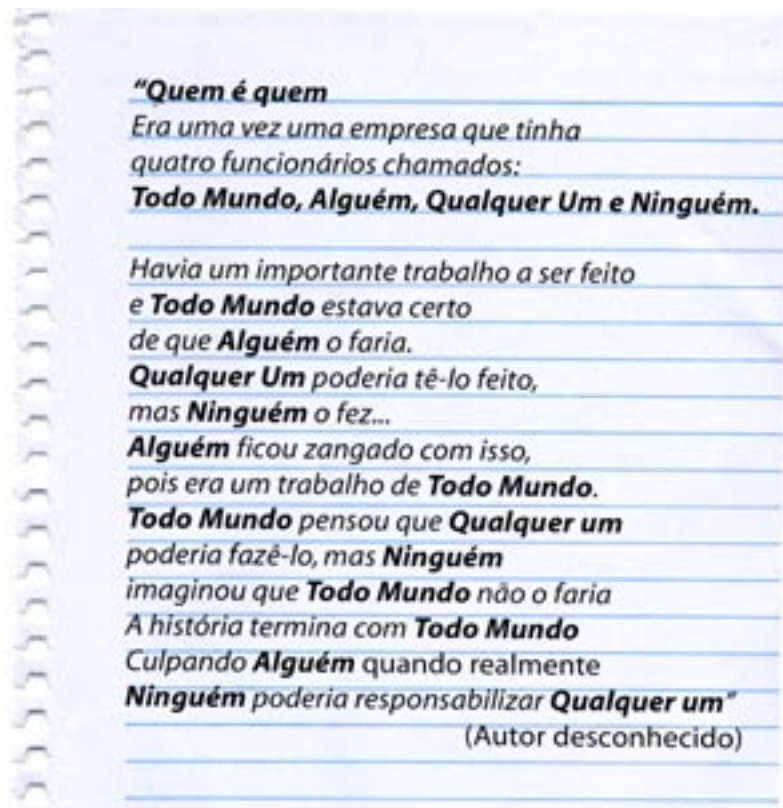 “Quem é quem
Era uma vez uma empresa que tinha
quatro funcionários chamados:
Todo Mundo, Alguém, Qualquer Um e Ninguém.
Havia um importante trabalho a ser feito
e Todo Mundo estava certo
de que Alguém o faria.
Qualquer Um poderia tê-lo feito,
mas Ninguém o fez...
Alguém ficou zangado com isso,
pois era um trabalho de Todo Mundo.
Todo Mundo pensou que Qualquer um
poderia fazê-lo, mas Ninguém
imaginou que Todo Mundo não o faria
A história termina com Todo Mundo
Culpando Alguém quando realmente
Ninguém poderia responsabilizar Qualquer um”
(Autor desconhecido)